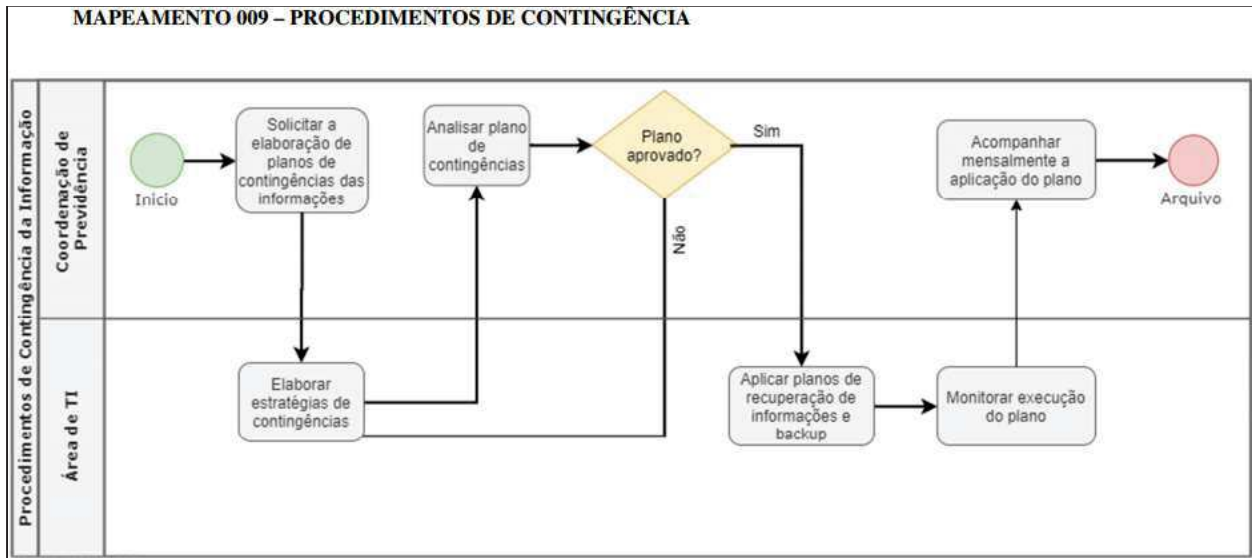 MAPEAMENTO 009 – PROCEDIMENTOS DE CONTINGÊNCIA
Procedimentos de Contingência da Informação
Coordenação de
Previdência
Inicio
Solicitar a
elaboração de
planos de
contingências das
informações
Analisar plano
de
contingências
Plano
aprovado?
Sim
Não
Acompanhar
mensalmente a
aplicação do plano
Arquivo
Área de TI
Elaborar
estratégias de
contingências
Aplicar planos de
recuperação de
informações e
backup
Monitorar execução
do plano